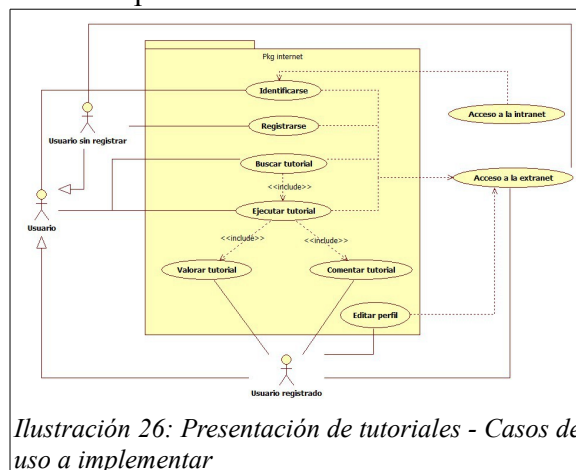 Pkg internet
Identificarse
Acceso a la intranet
Usuario sin registrar
Registrarse
Buscar tutorial
Acceso a la extranet
<<include>>
Usuario
Ejecutar tutorial
<<include>>
<<include>>
Valorar tutorial
Comentar tutorial
Editar perfil
Usuario registrado
Ilustración 26: Presentación de tutoriales - Casos de
uso a implementar